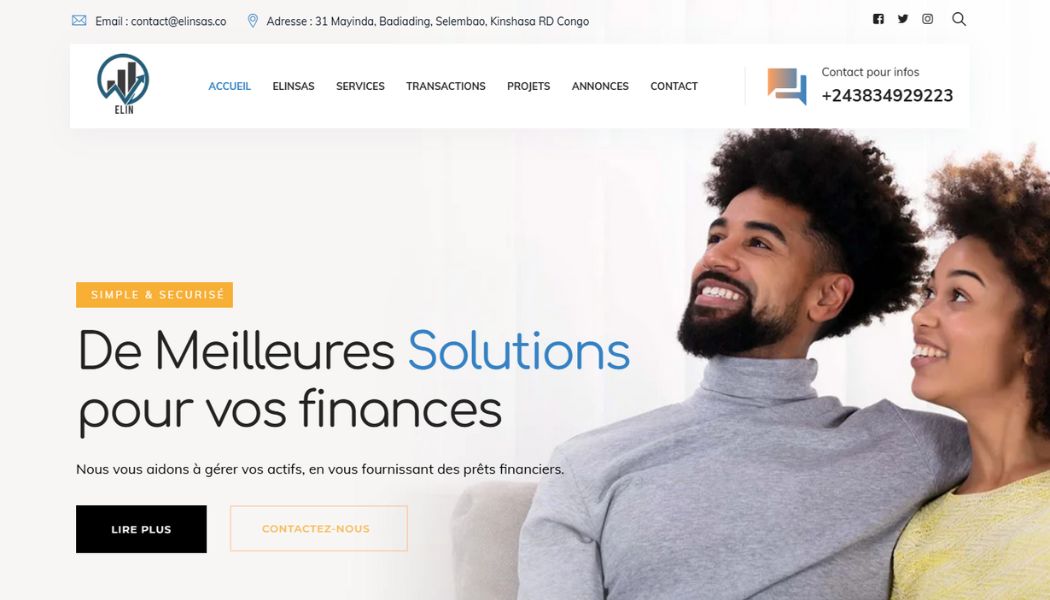 Email : contact@elinsas.co Adresse : 31 Mayinda, Badiading, Selembao, Kinshasa RD Congo
ELIN
ACCUEIL ELINSAS SERVICES TRANSACTIONS PROJETS ANNONCES CONTACT
Contact pour infos
+243834929223
SIMPLE & SECURISÉ
De Meilleures Solutions
pour vos finances
Nous vous aidons à gérer vos actifs, en vous fournissant des prêts financiers.
LIRE PLUS CONTACTEZ-NOUS